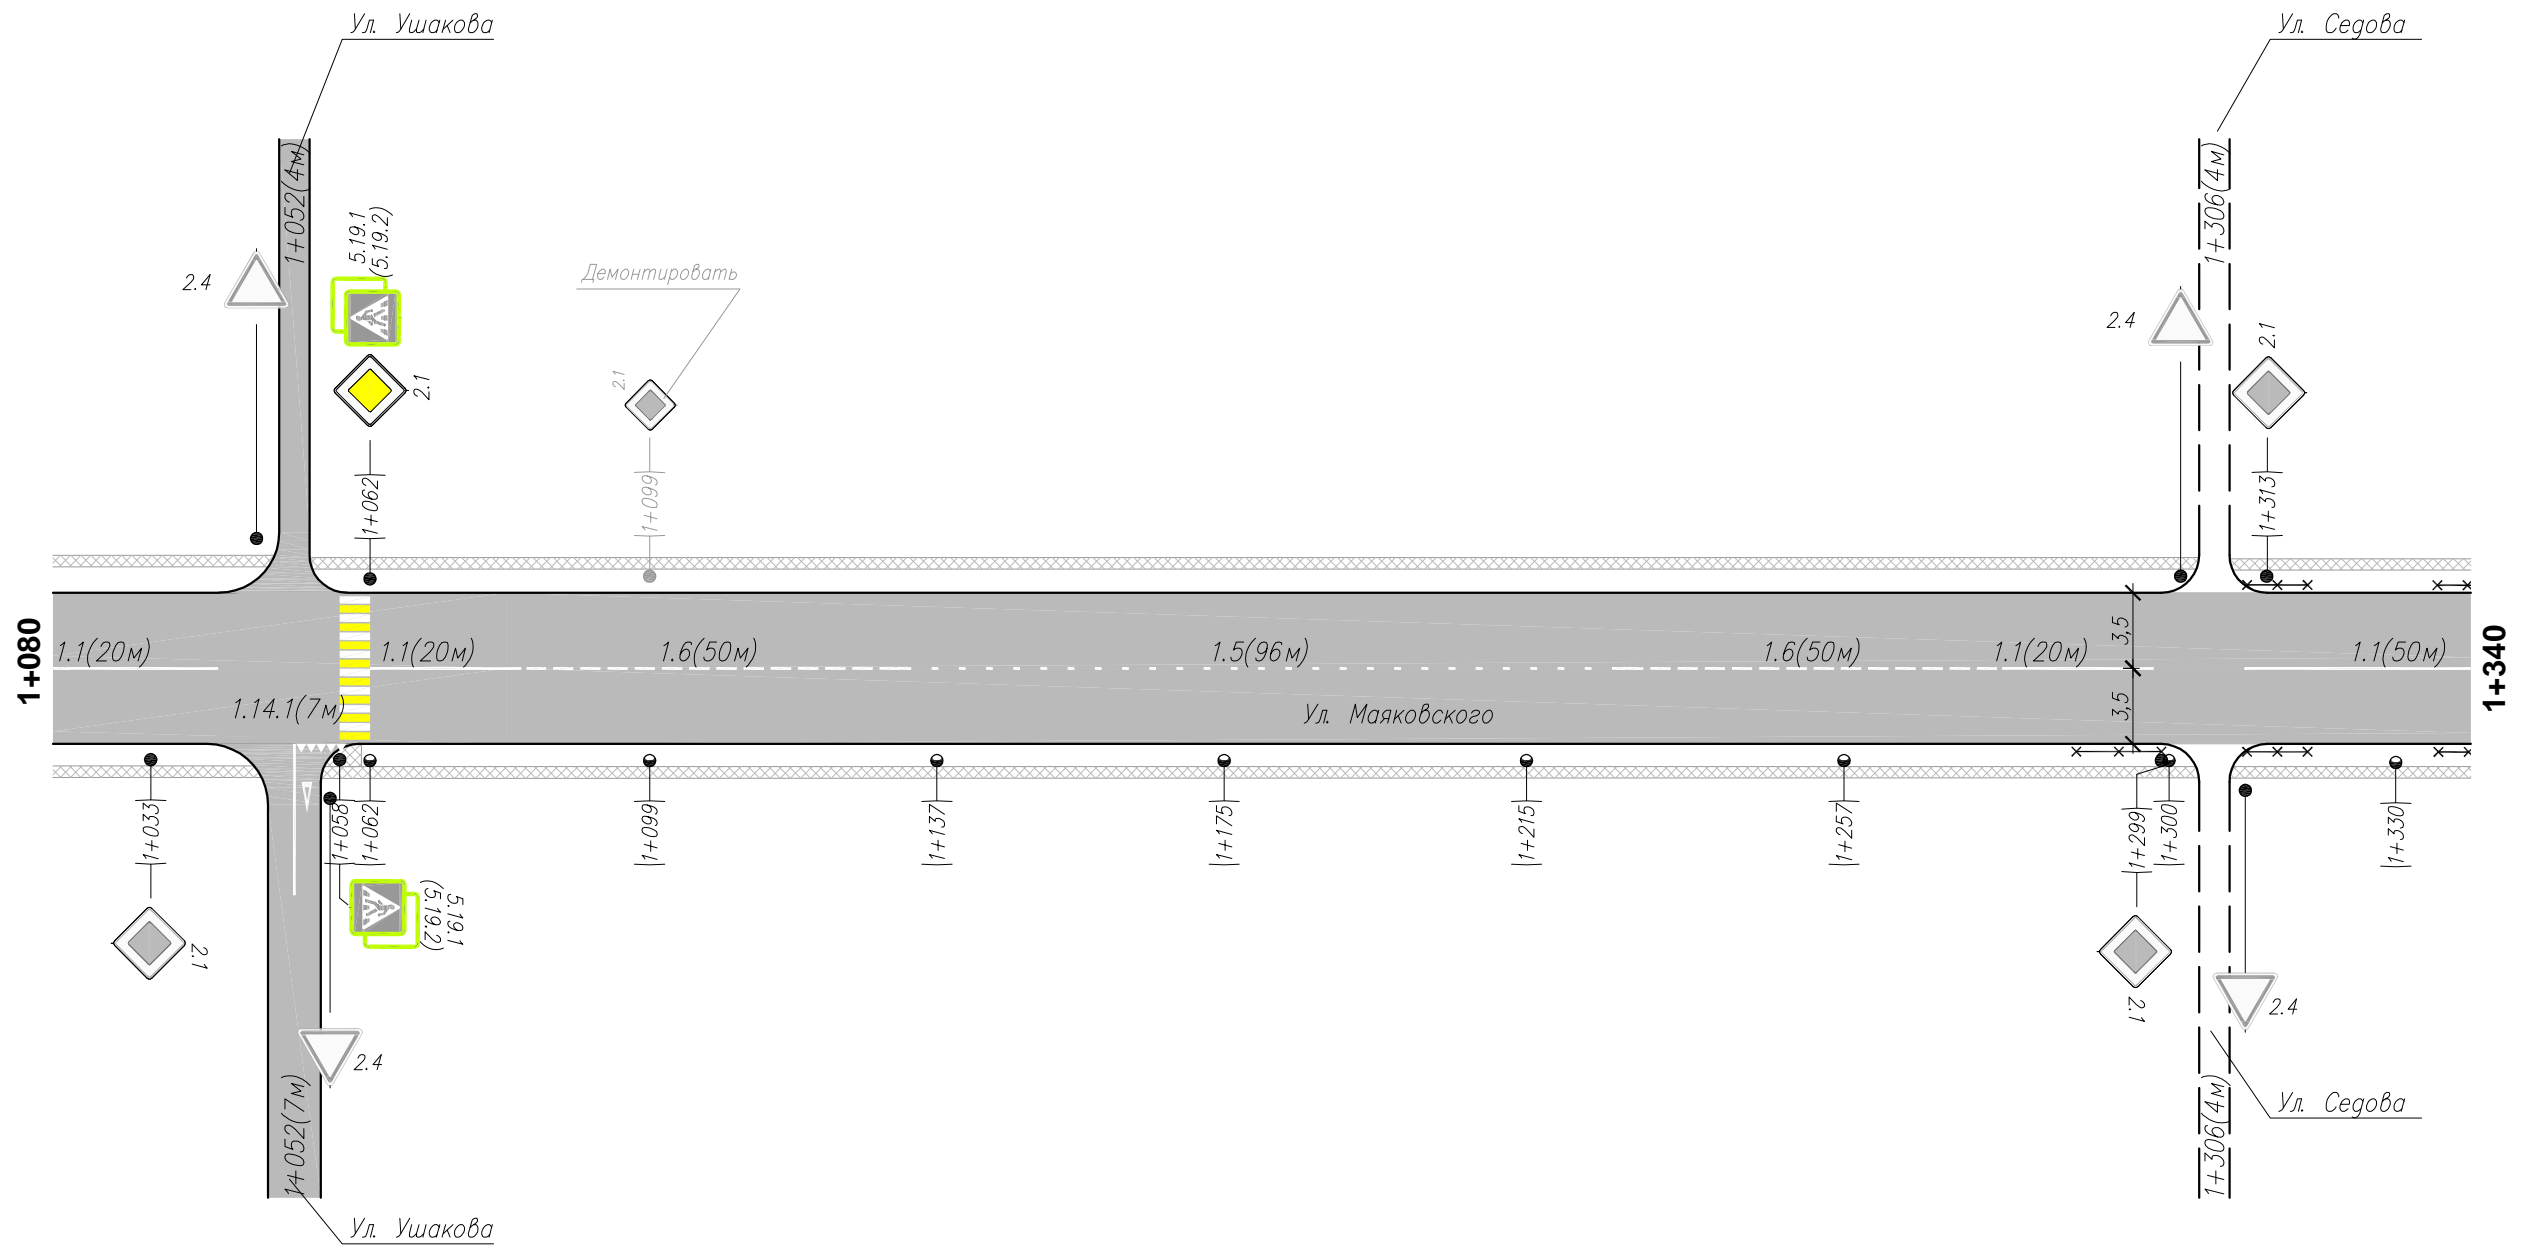 Ул. Ушакова
Ул. Седова
1+052(4м)
1+306(4м)
5.19.1
(5.19.2)
2.4
Демонтировать
2.1
2.1
2.4
2.1
1+062
1+099
1+313
1+080
1.1(20м)
1.1(20м)
1.6(50м)
1.5(96м)
1.6(50м)
1.1(20м)
3,5
1.1(50м)
1+340
1.14.1(7м)
Ул. Маяковского
3,5
1+033
1+058
1+062
1+099
1+137
1+175
1+215
1+257
1+299
1+300
1+330
5.19.1
(5.19.2)
2.1
2.1
2.4
2.4
1+052(7м)
1+306(4м)
Ул. Седова
Ул. Ушакова